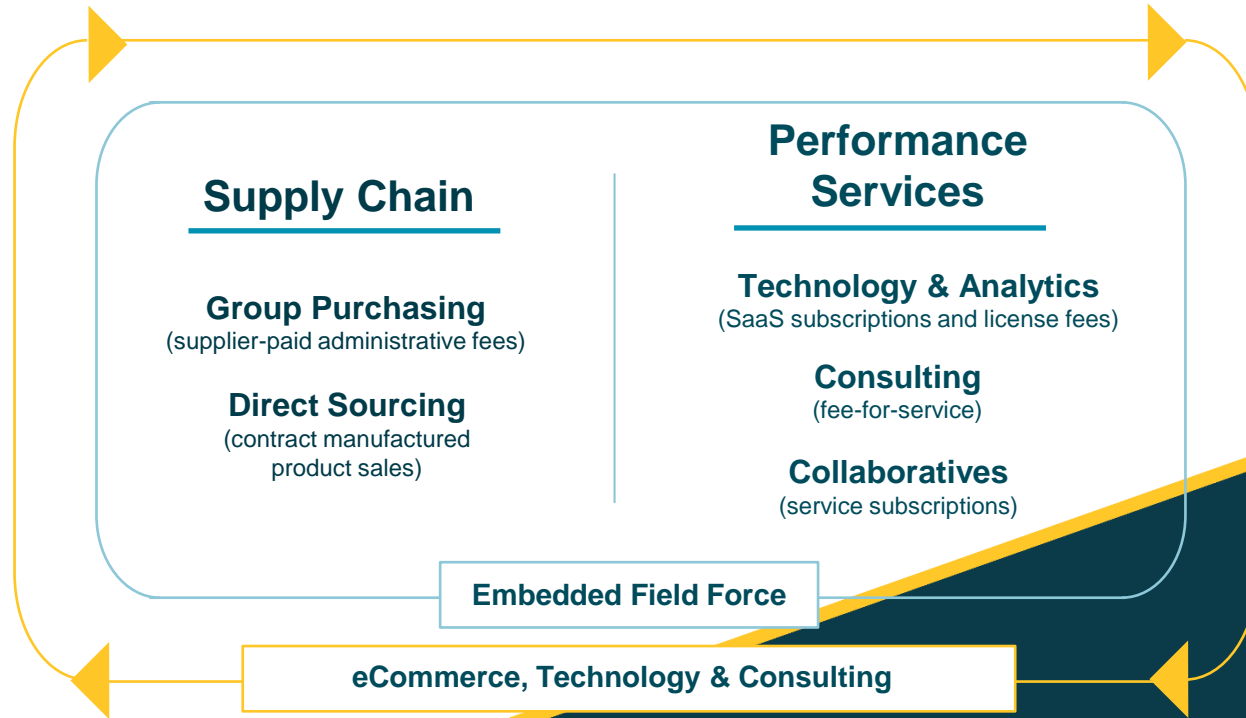 Supply Chain
Group Purchasing
(supplier-paid administrative fees)
Direct Sourcing
(contract manufactured
product sales)
Performance
Services
Technology & Analytics
(SaaS subscriptions and license fees)
Consulting
(fee-for-service)
Collaboratives
(service subscriptions)
Embedded Field Force
eCommerce, Technology & Consulting